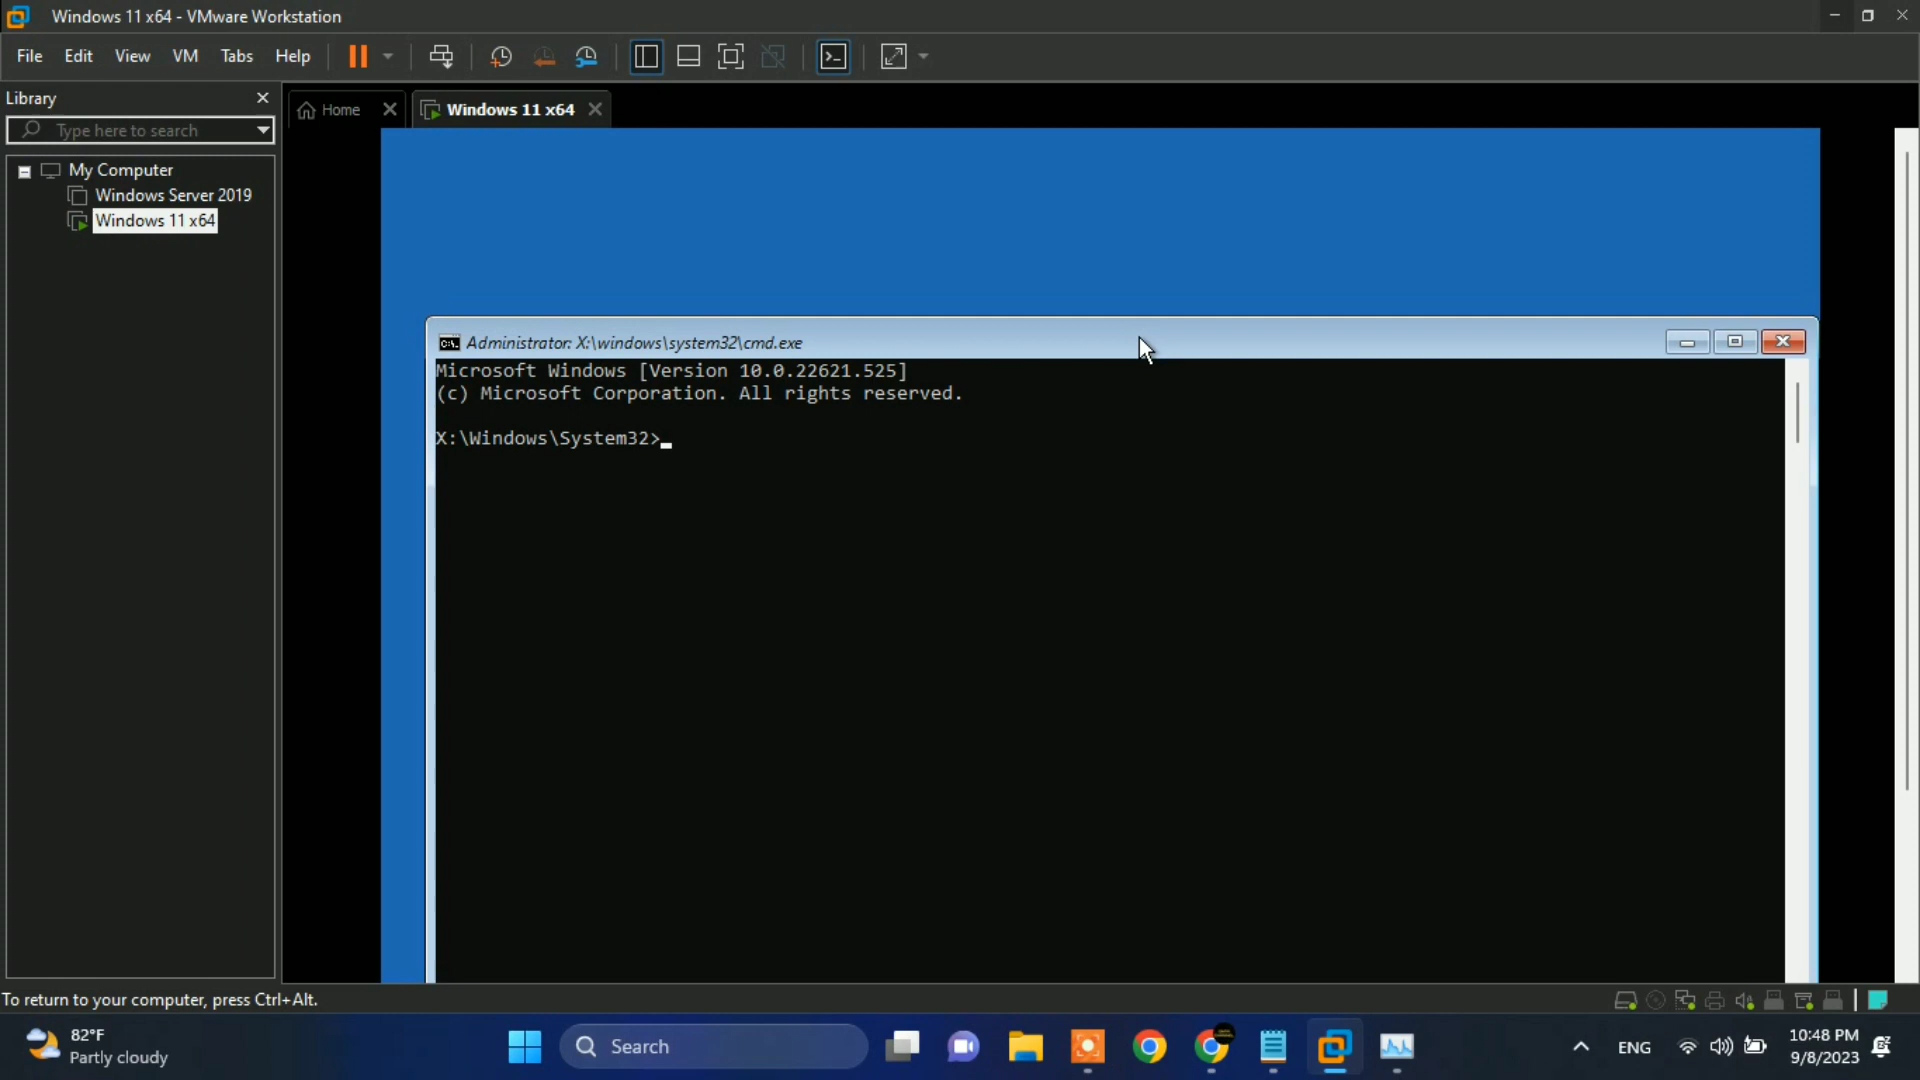 Windows 11 x64 - VMware Workstation
File Edit View VM Tabs Help
Library
Home
Windows 11 x64
Type here to search
My Computer
Windows Server 2019
Windows 11 x64
Administrator: X:\windows\system32\cmd.exe
Microsoft Windows [Version 10.0.22621.525]
(c) Microsoft Corporation. All rights reserved.
X:\Windows\System32>
To return to your computer, press Ctrl+Alt.
82°F
Partly cloudy
Search
ENG
10:48 PM
9/8/2023